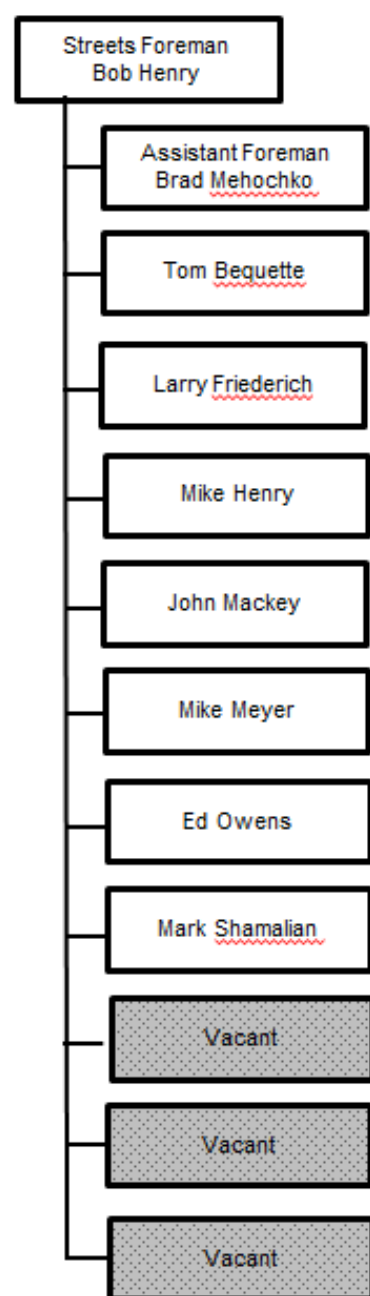 Streets Foreman
Bob Henry
Assistant Foreman
Brad Mehochko
Tom Bequette
Larry Friederich
Mike Henry
John Mackey
Mike Meyer
Ed Owens
Mark Shamalian
Vacant
Vacant
Vacant